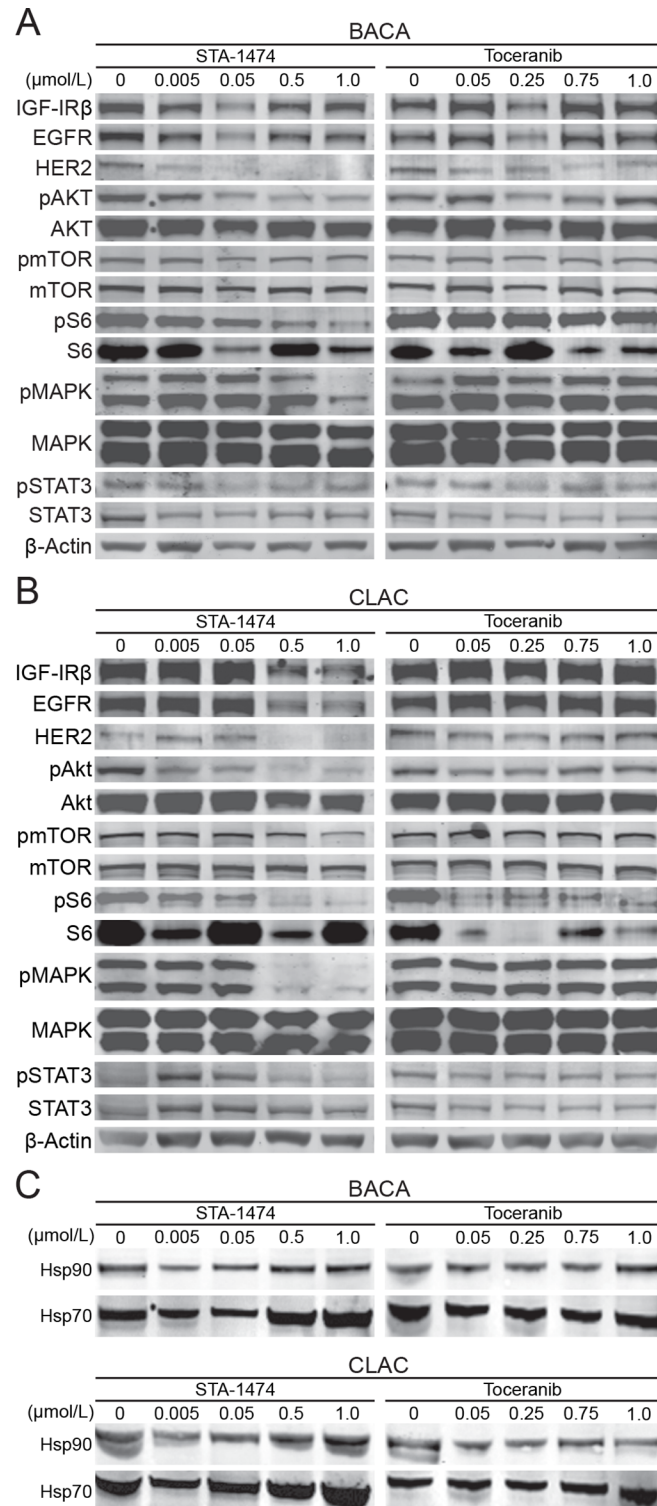 A
BACA
STA-1474 Toceranib
(µmol/L) 0 0.005 0.05 0.5 1.0 0 0.05 0.25 0.75 1.0
IGF-IRβ
EGFR
HER2
pAKT
AKT
pmTOR
mTOR
pS6
S6
pMAPK
MAPK
pSTAT3
STAT3
β-Actin
B
CLAC
STA-1474 Toceranib
0 0.005 0.05 0.5 1.0 0 0.05 0.25 0.75 1.0
IGF-IRβ
EGFR
HER2
pAkt
Akt
pmTOR
mTOR
pS6
S6
pMAPK
MAPK
pSTAT3
STAT3
β-Actin
C
BACA
STA-1474 Toceranib
(µmol/L) 0 0.005 0.05 0.5 1.0 0 0.05 0.25 0.75 1.0
Hsp90
Hsp70
CLAC
STA-1474 Toceranib
(µmol/L) 0 0.005 0.05 0.5 1.0 0 0.05 0.25 0.75 1.0
Hsp90
Hsp70